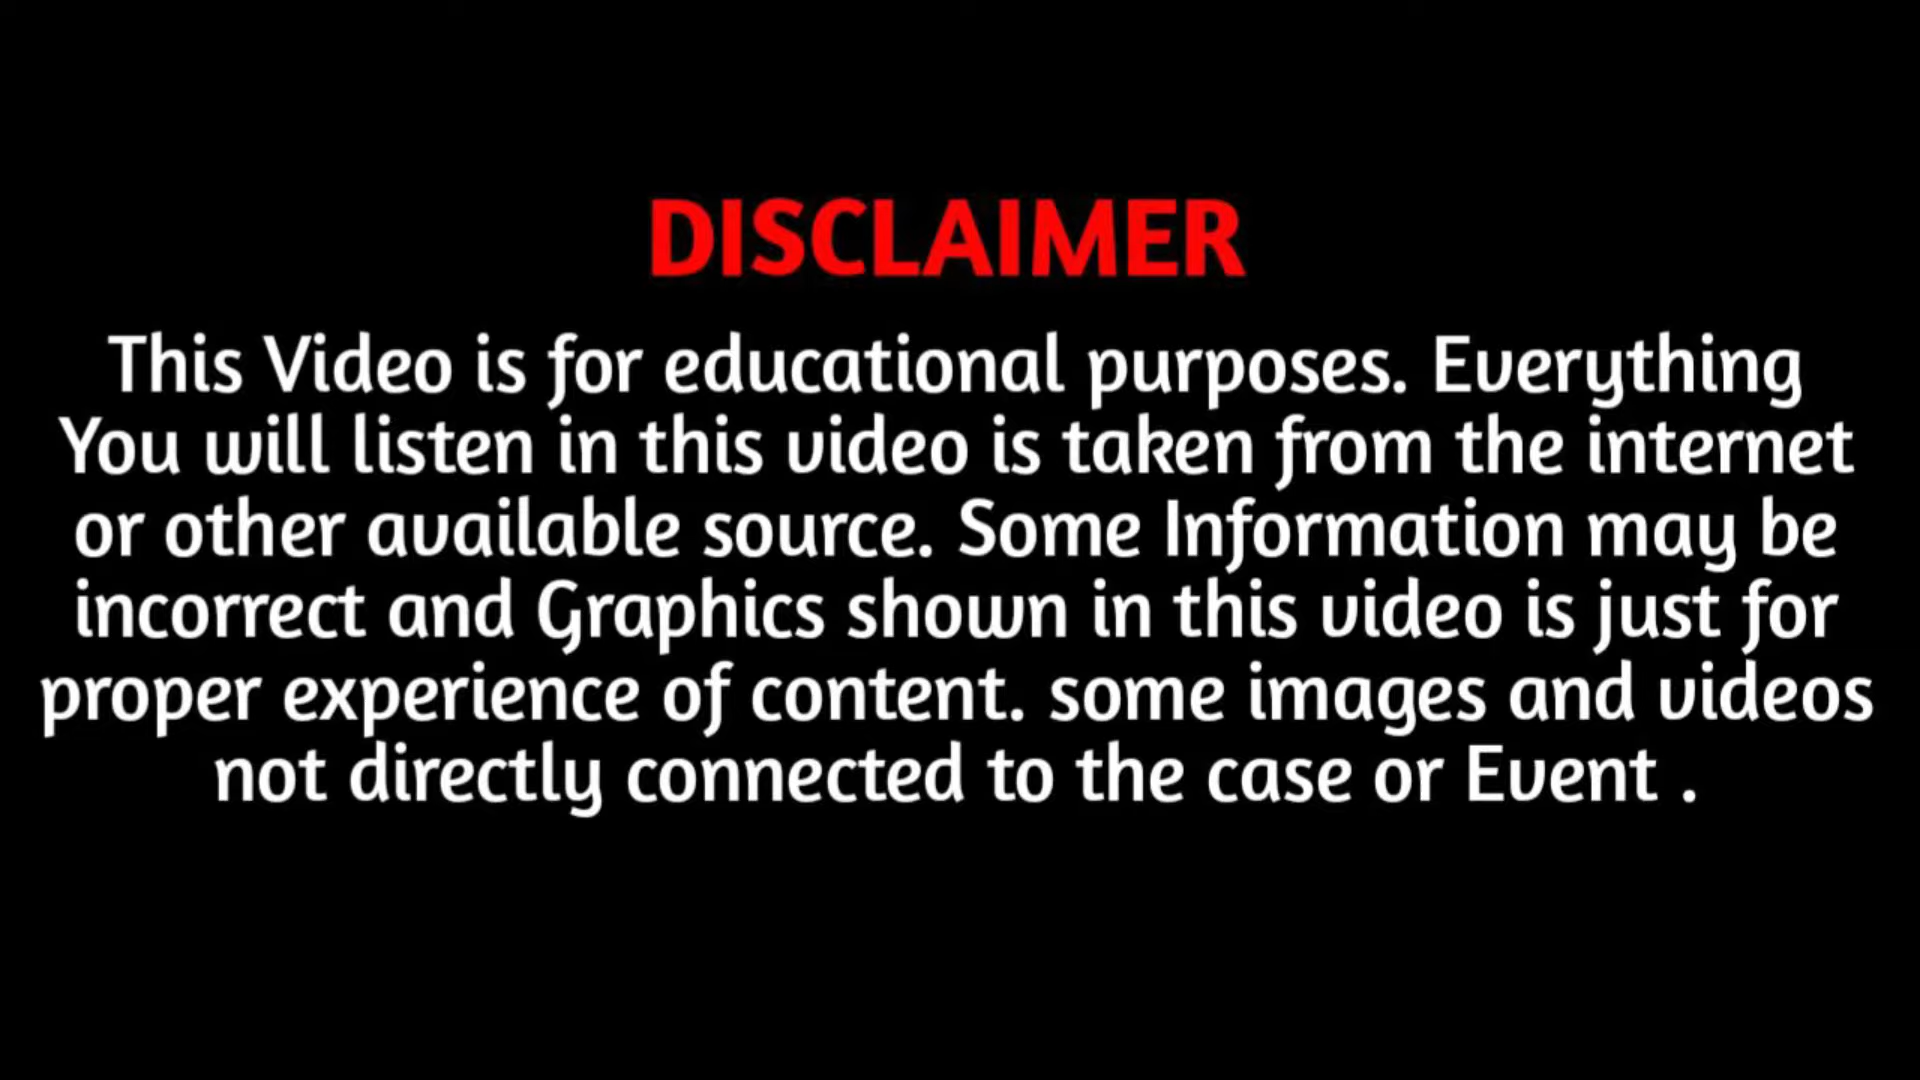 DISCLAIMER
This Video is for educational purposes. Everything
You will listen in this video is taken from the internet
or other available source. Some Information may be
incorrect and Graphics shown in this video is just for
proper experience of content. some images and videos
not directly connected to the case or Event .